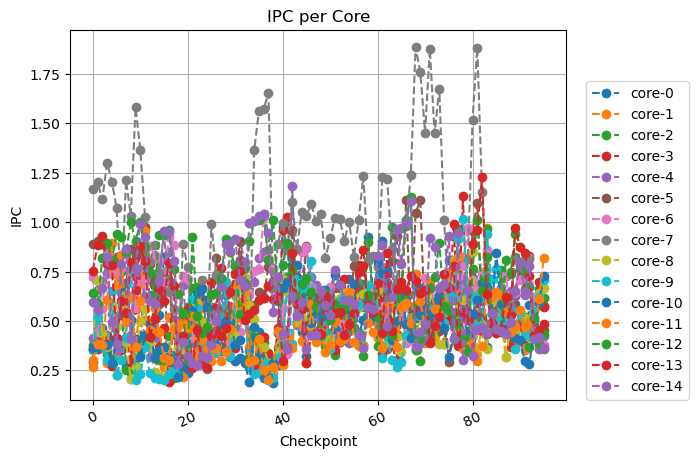 IPC per Core
IPC
1.75
1.50
1.25
1.00
0.75
0.50
0.25
0
20
40
60
80
Checkpoint
core-0
core-1
core-2
core-3
core-4
core-5
core-6
core-7
core-8
core-9
core-10
core-11
core-12
core-13
core-14